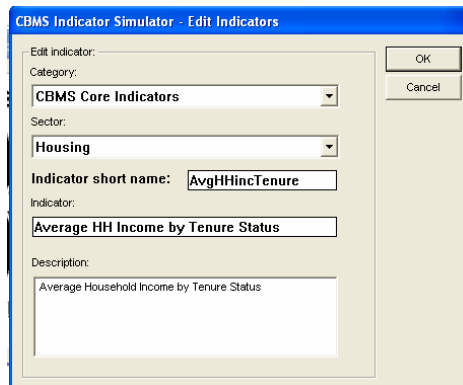 CBMS Indicator Simulator - Edit Indicators
Edit indicator:
OK
Category:
Cancel
CBMS Core Indicators
Sector:
Housing
Indicator short name: AvgHHincTenure
Indicator:
Average HH Income by Tenure Status
Description:
Average Household Income by Tenure Status